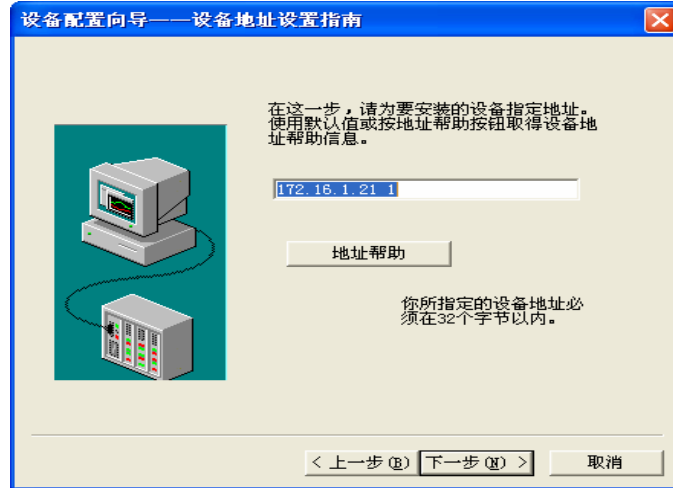 设备配置向导——设备地址设置指南
在这一步，请为要安装的设备指定地址。
使用默认值或按地址帮助按钮取得设备地
址帮助信息。
172.16.1.21 1
地址帮助
你所指定的设备地址必
须在32个字节以内。
< 上一步(B) 下一步(N) > 取消